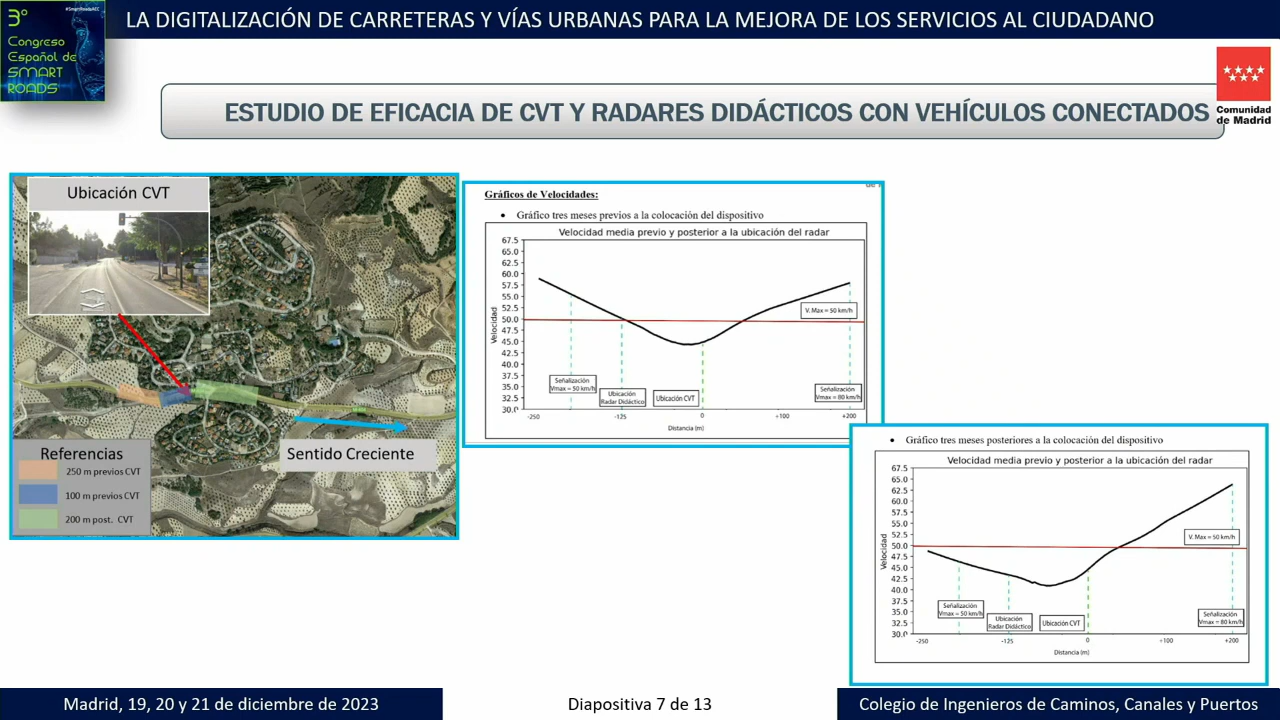 3º
#SmartRoadsAEC
Congreso
Español de
SMART
ROADS
LA DIGITALIZACIÓN DE CARRETERAS Y VÍAS URBANAS PARA LA MEJORA DE LOS SERVICIOS AL CIUDADANO
Comunidad
de Madrid
ESTUDIO DE EFICACIA DE CVT Y RADARES DIDÁCTICOS CON VEHÍCULOS CONECTADOS
Ubicación CVT
Sentido Creciente
Referencias
250 m previos CVT
100 m previos CVT
200 m post. CVT
Gráficos de Velocidades:
• Gráfico tres meses previos a la colocación del dispositivo
Velocidad media previo y posterior a la ubicación del radar
67.5
65.0
62.5
60.0
57.5
55.0
52.5
50.0
47.5
45.0
42.5
40.0
37.5
35.0
32.5
30.0
Velocidad
V. Max = 50 km/h
Señalización
Vmax = 50 km/h
Ubicación
Radar Didáctico
Ubicación CVT
Señalización
Vmax = 80 km/h
-250
-125
0
+100
+200
Distancia (m)
• Gráfico tres meses posteriores a la colocación del dispositivo
Velocidad media previo y posterior a la ubicación del radar
67.5
65.0
62.5
60.0
57.5
55.0
52.5
50.0
47.5
45.0
42.5
40.0
37.5
35.0
32.5
30.0
Velocidad
V. Max = 50 km/h
Señalización
Vmax = 50 km/h
Ubicación
Radar Didáctico
Ubicación CVT
Señalización
Vmax = 80 km/h
-250
-125
0
+100
+200
Distancia (m)
Madrid, 19, 20 y 21 de diciembre de 2023
Diapositiva 7 de 13
Colegio de Ingenieros de Caminos, Canales y Puertos